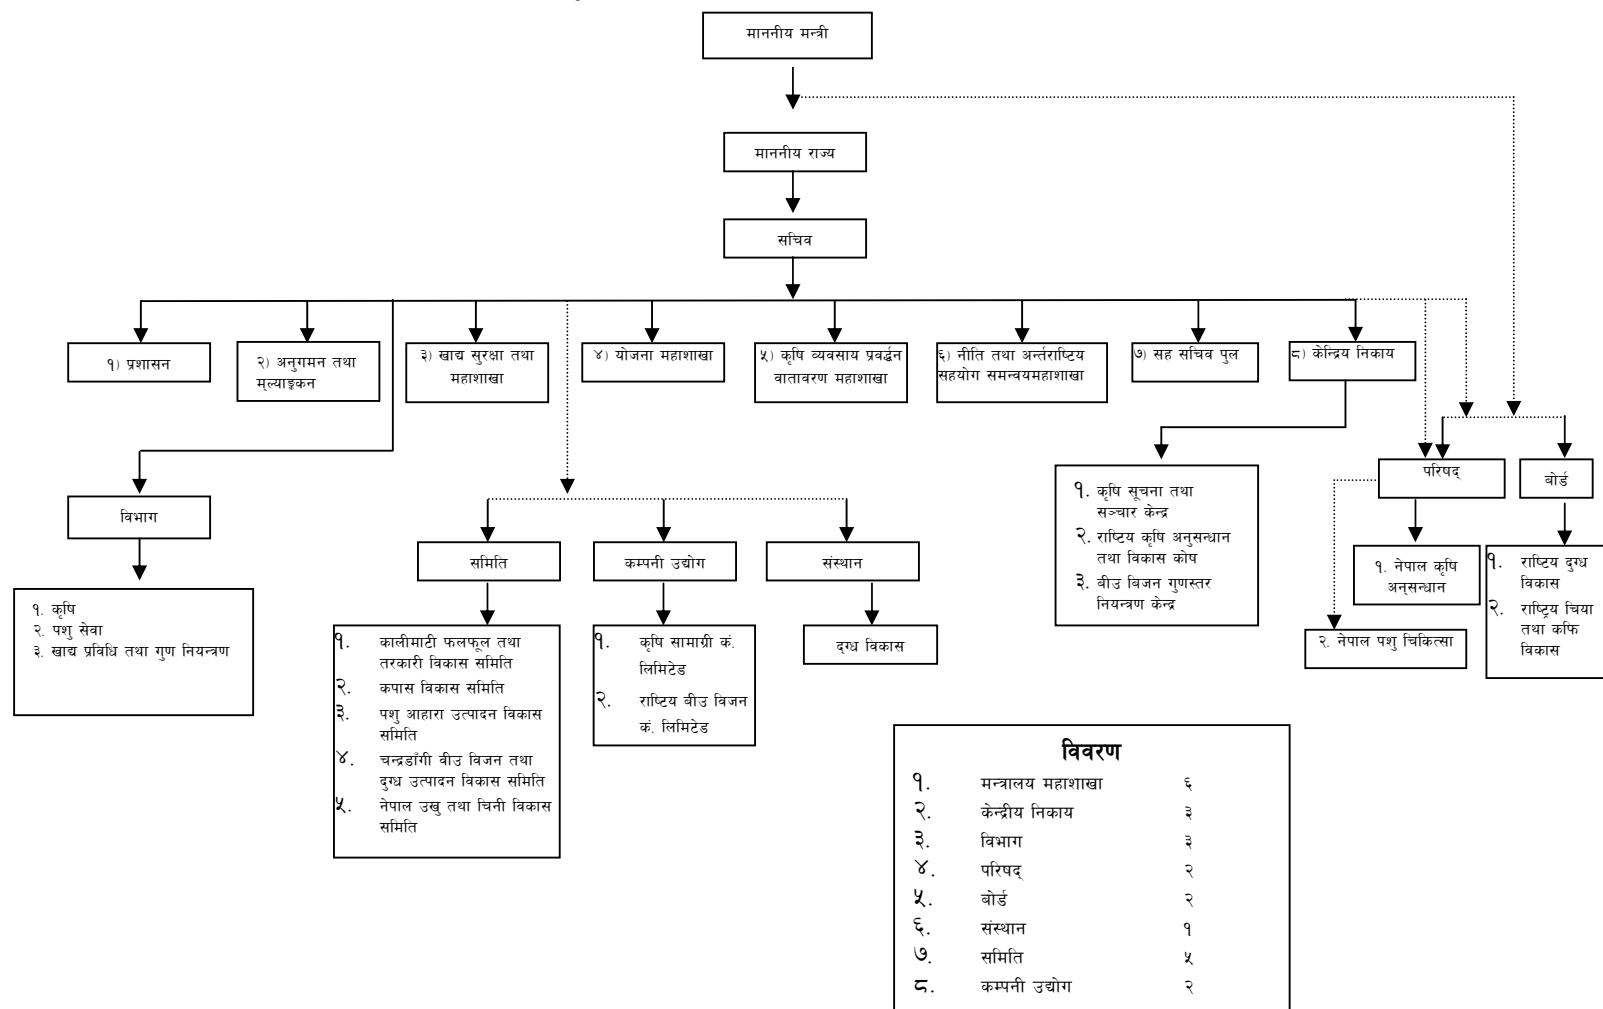 माननीय मन्त्री
माननीय राज्य
सचिव
१) प्रशासन
२) अनुगमन तथा
मूल्याङ्कन
३) खाद्य सुरक्षा तथा
महाशाखा
४) योजना महाशाखा
५) कृषि व्यवसाय प्रवर्द्धन
वातावरण महाशाखा
६) नीति तथा अर्न्तराष्टिय
सहयोग समन्वयमहाशाखा
७) सह सचिव पुल
८) केन्द्रिय निकाय
विभाग
१. कृषि
२. पशु सेवा
३. खाद्य प्रविधि तथा गुण नियन्त्रण
समिति
१. कालीमाटी फलफूल तथा
तरकारी विकास समिति
२. कपास विकास समिति
३. पशु आहारा उत्पादन विकास
समिति
४. चन्द्रडाँगी वीउ विजन तथा
दुग्ध उत्पादन विकास समिति
५. नेपाल उखु तथा चिनी विकास
समिति
कम्पनी उद्योग
१. कृषि सामाग्री कं.
लिमिटेड
२. राष्टिय बीउ विजन
कं. लिमिटेड
संस्थान
दुग्ध विकास
१. कृषि सूचना तथा
सञ्चार केन्द्र
२. राष्टिय कृषि अनुसन्धान
तथा विकास कोष
३. बीउ बिजन गुणस्तर
नियन्त्रण केन्द्र
परिषद्
१. नेपाल कृषि
अनुसन्धान
२. नेपाल पशु चिकित्सा
बोर्ड
१. राष्टिय दुग्ध
विकास
२. राष्ट्रिय चिया
तथा कफि
विकास
विवरण
१. मन्त्रालय महाशाखा ६
२. केन्द्रीय निकाय ३
३. विभाग ३
४. परिषद् २
५. बोर्ड २
६. संस्थान १
७. समिति ५
८. कम्पनी उद्योग २